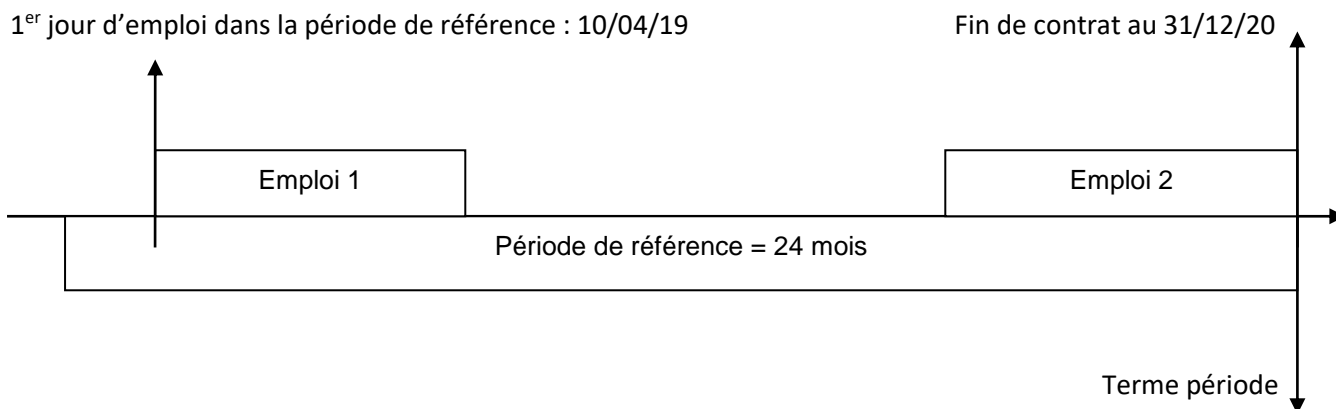 1er jour d’emploi dans la période de référence : 10/04/19
Fin de contrat au 31/12/20
Emploi 1
Emploi 2
Période de référence = 24 mois
Terme période